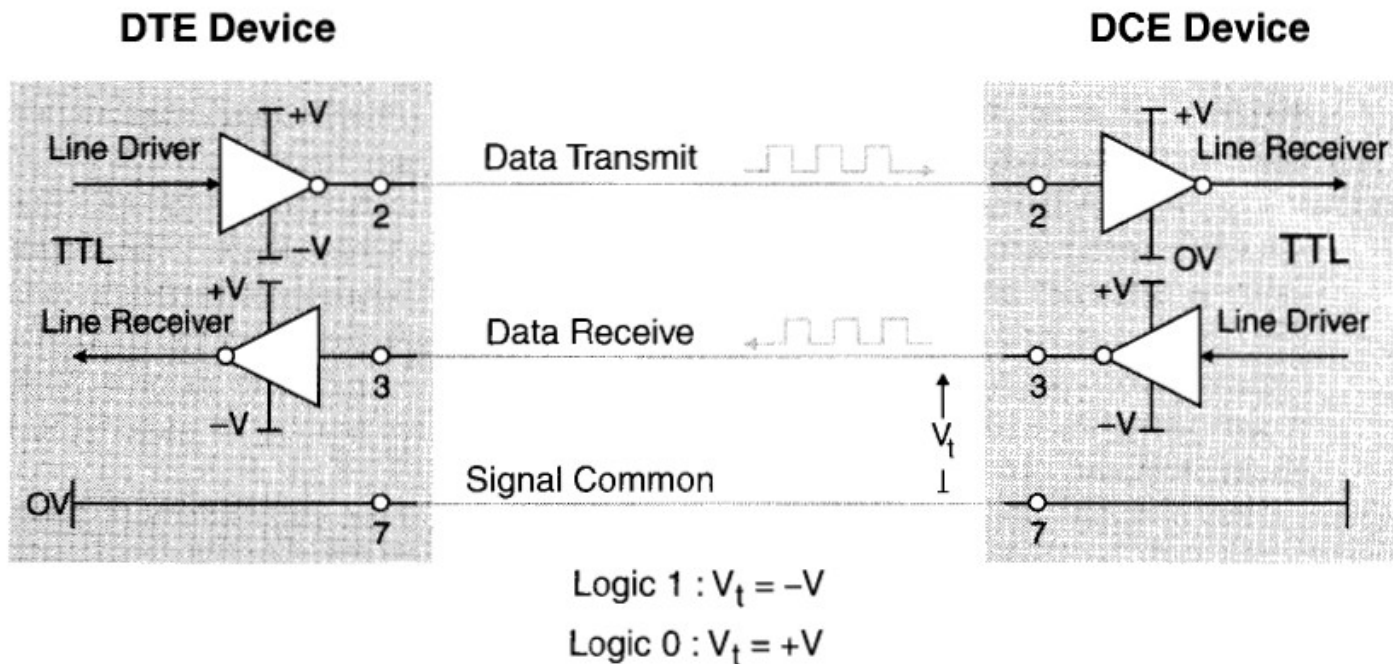 DTE Device
DCE Device
+V
+V
Line Driver
Data Transmit
Line Receiver
2
2
TTL
–V
OV
TTL
+V
+V
Line Receiver
Data Receive
Line Driver
3
3
–V
Vt
–V
Signal Common
OV
7
7
Logic 1 : Vt = –V
Logic 0 : Vt = +V